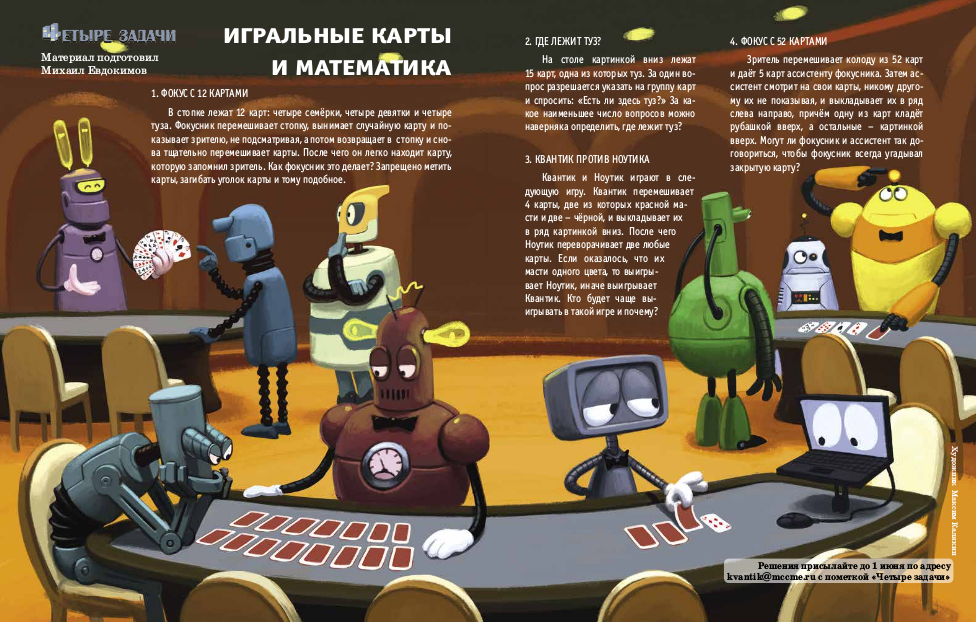 ЧЕТЫРЕ ЗАДАЧИ
Материал подготовил
Михаил Евдокимов
ИГРАЛЬНЫЕ КАРТЫ
И МАТЕМАТИКА
1. ФОКУС С 12 КАРТАМИ
В стопке лежат 12 карт: четыре семёрки, четыре девятки и четыре
туза. Фокусник перемешивает стопку, вынимает случайную карту и по-
казывает зрителю, не подсматривая, а потом возвращает в стопку и сно-
ва тщательно перемешивает карты. После чего он легко находит карту,
которую запомнил зритель. Как фокусник это делает? Запрещено метить
карты, загибать уголок карты и тому подобное.
2. ГДЕ ЛЕЖИТ ТУЗ?
На столе картинкой вниз лежат
15 карт, одна из которых туз. За один во-
прос разрешается указать на группу карт
и спросить: «Есть ли здесь туз?» За ка-
кое наименьшее число вопросов можно
наверняка определить, где лежит туз?
3. КВАНТИК ПРОТИВ НОУТИКА
Квантик и Ноутик играют в сле-
дующую игру. Квантик перемешивает
4 карты, две из которых красной ма-
сти и две – чёрной, и выкладывает их
в ряд картинкой вниз. После чего
Ноутик переворачивает две любые
карты. Если оказалось, что их
масти одного цвета, то выигры-
вает Ноутик, иначе выигрывает
Квантик. Кто будет чаще вы-
игрывать в такой игре и почему?
4. ФОКУС С 52 КАРТАМИ
Зритель перемешивает колоду из 52 карт
и даёт 5 карт ассистенту фокусника. Затем ас-
систент смотрит на свои карты, никому друго-
му их не показывая, и выкладывает их в ряд
слева направо, причём одну из карт кладёт
рубашкой вверх, а остальные – картинкой
вверх. Могут ли фокусник и ассистент так до-
говориться, чтобы фокусник всегда угадывал
закрытую карту?
Художник Максим Калякин
Решения присылайте до 1 июня по адресу
kvantik@mccme.ru с пометкой «Четыре задачи»